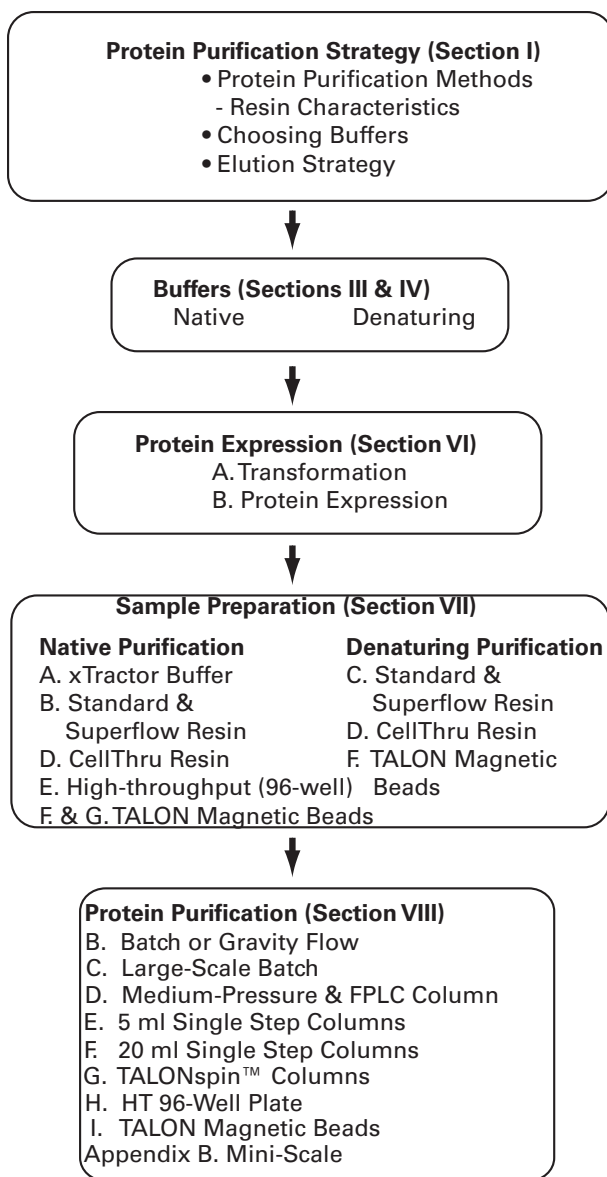 Protein Purification Strategy (Section I)
• Protein Purification Methods
- Resin Characteristics
• Choosing Buffers
• Elution Strategy
Buffers (Sections III & IV)
Native Denaturing
Protein Expression (Section VI)
A. Transformation
B. Protein Expression
Sample Preparation (Section VII)
Native Purification
A. xTractor Buffer
B. Standard &
Superflow Resin
D. CellThru Resin
E. High-throughput (96-well)
F. & G. TALON Magnetic Beads
Denaturing Purification
C. Standard &
Superflow Resin
D. CellThru Resin
F. TALON Magnetic
Beads
Protein Purification (Section VIII)
B. Batch or Gravity Flow
C. Large-Scale Batch
D. Medium-Pressure & FPLC Column
E. 5 ml Single Step Columns
F. 20 ml Single Step Columns
G. TALONspin™ Columns
H. HT 96-Well Plate
I. TALON Magnetic Beads
Appendix B. Mini-Scale